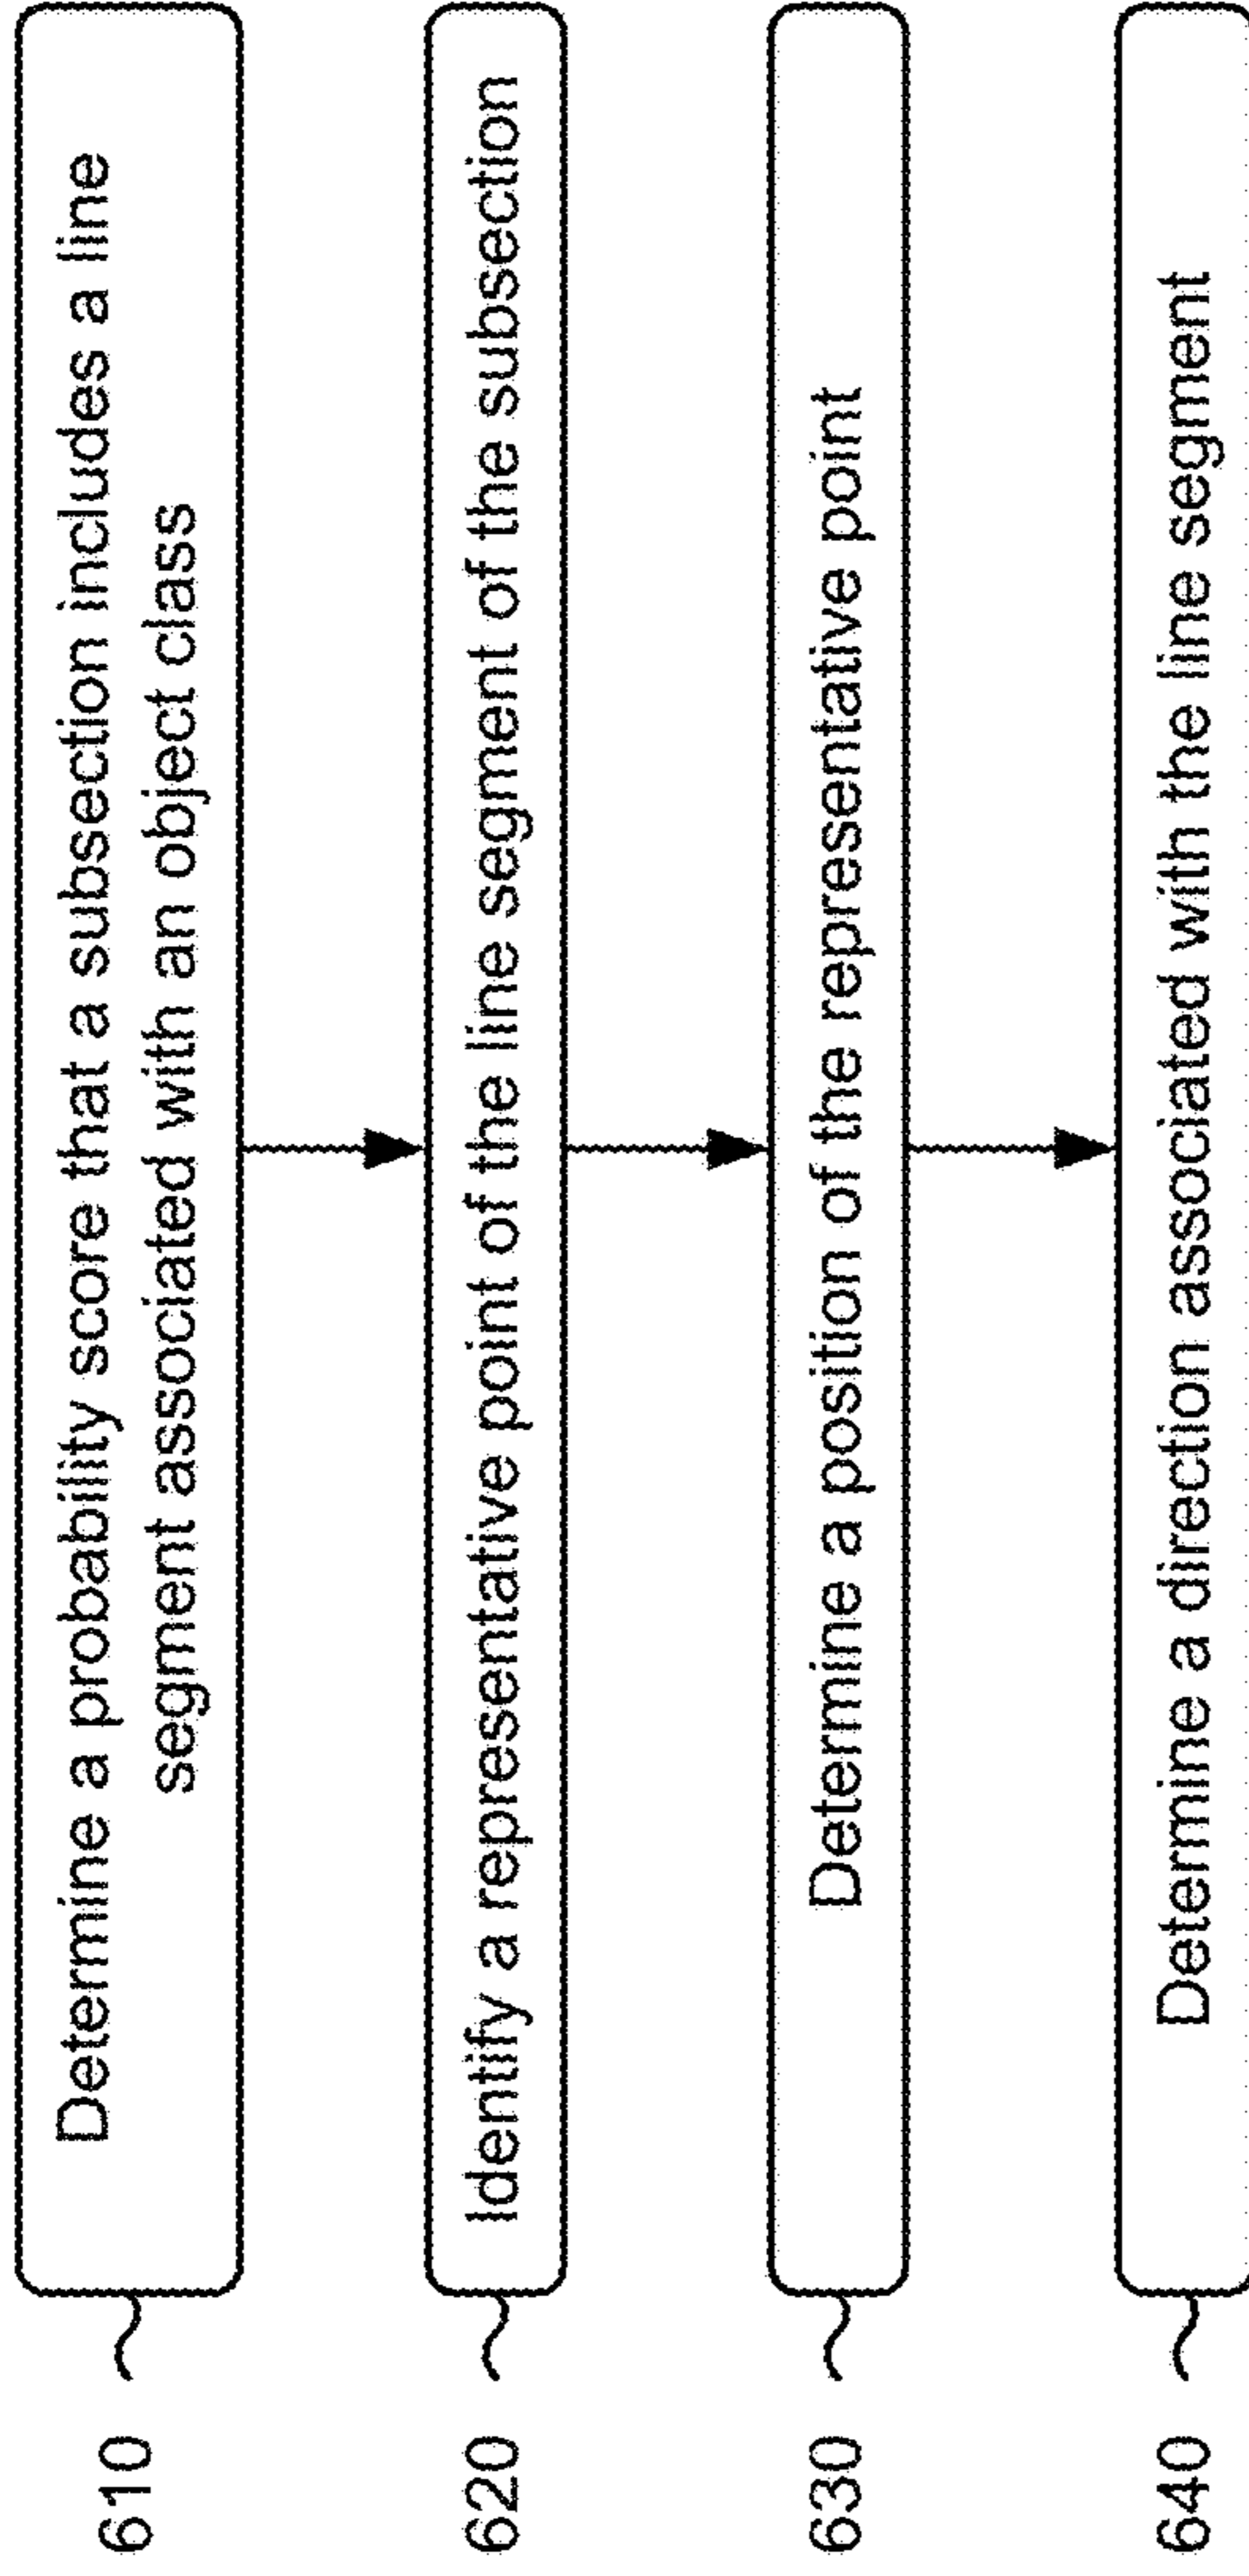 610
Determine a probability score that a subsection includes a line
segment associated with an object class
620
Identify a representative point of the line segment of the subsection
630
Determine a position of the representative point
640
Determine a direction associated with the line segment